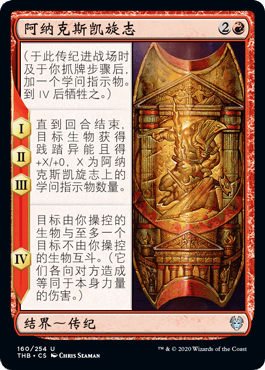 阿纳克斯凯旋志 2
（于此传纪进战场时
及于你抓牌步骤后，
加一个学问指示物。
到 IV 后牺牲之。）
I
II
III
直到回合结束，
目标生物获得
践踏异能且得
+X/+0，X 为阿纳
克斯凯旋志上的
学问指示物数量。
IV
目标由你操控
的生物与至多一个
目标不由你操控
的生物互斗。（它
们各向对方造成
等同于本身力量
的伤害。）
结界～传纪
160/254 U
THB • CS CHRIS SEAMAN
™ & © 2020 Wizards of the Coast